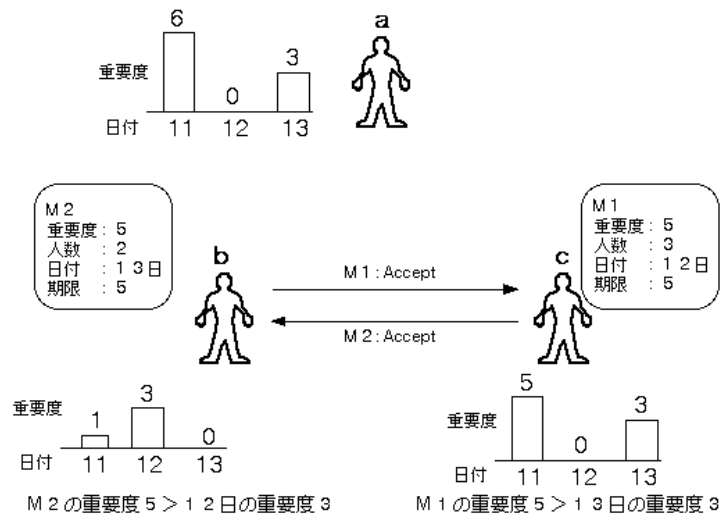 6
a
3
重要度
0
日付 11 12 13
M2
重要度：5
人数：2
日付：13日
期限：5
M1
重要度：5
人数：3
日付：12日
期限：5
b
c
M1：Accept
M2：Accept
重要度
1
3
0
日付 11 12 13
5
重要度
0
3
日付 11 12 13
M2の重要度5＞12日の重要度3
M1の重要度5＞13日の重要度3